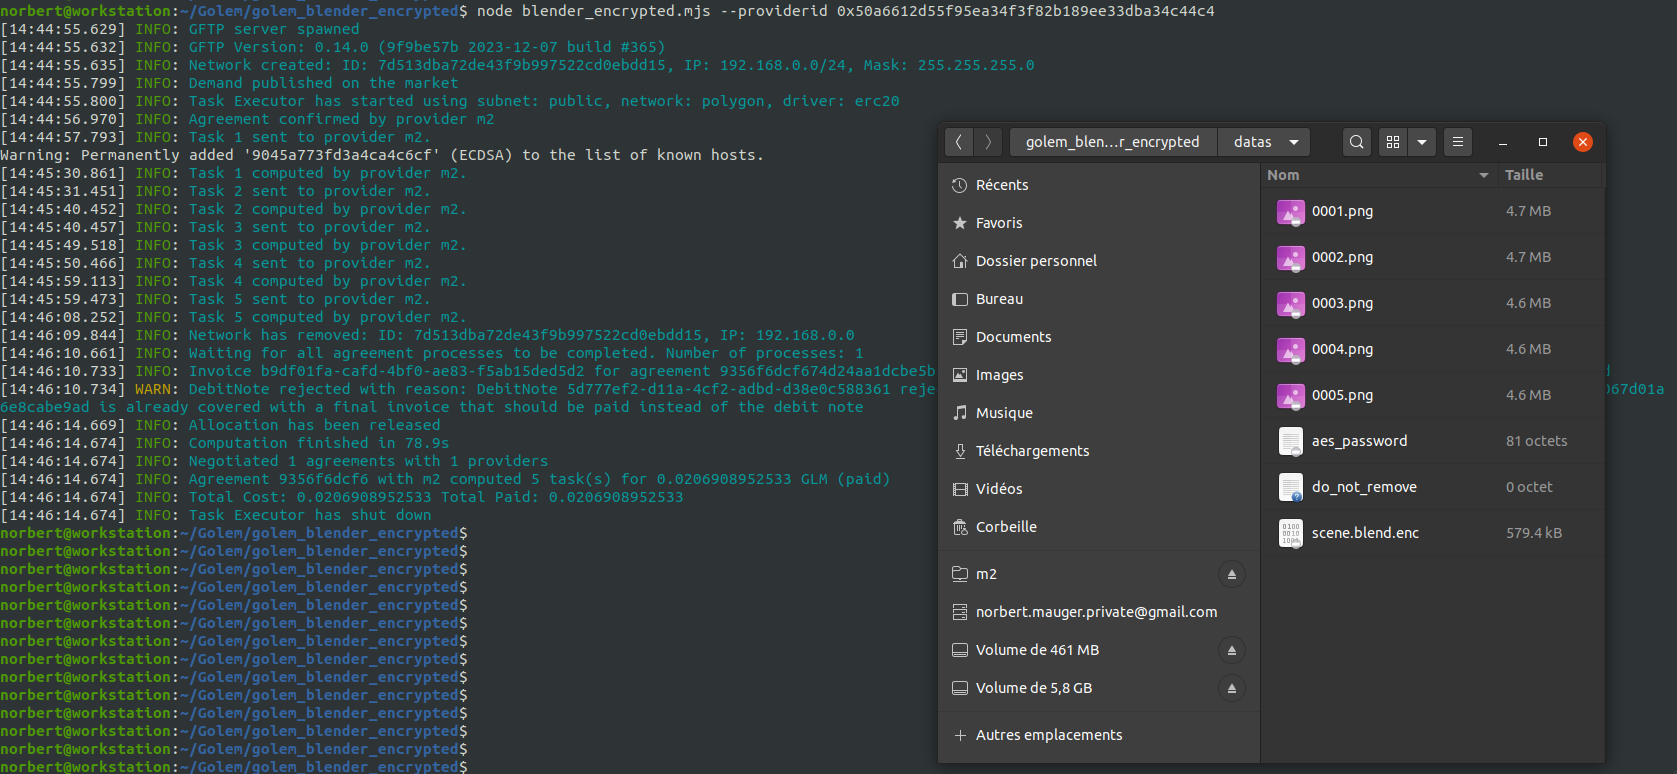 norbert@workstation:~/Golem/golem_blender_encrypted$ node blender_encrypted.mjs --providerid 0x50a6612d55f95ea34f3f82b189ee33dba34c44c4
[14:44:55.629] INFO: GFTP server spawned
[14:44:55.632] INFO: GFTP Version: 0.14.0 (9f9be57b 2023-12-07 build #365)
[14:44:55.635] INFO: Network created: ID: 7d513dba72de43f9b997522cd0ebdd15, IP: 192.168.0.0/24, Mask: 255.255.255.0
[14:44:55.799] INFO: Demand published on the market
[14:44:55.800] INFO: Task Executor has started using subnet: public, network: polygon, driver: erc20
[14:44:56.970] INFO: Agreement confirmed by provider m2
[14:44:57.793] INFO: Task 1 sent to provider m2.
Warning: Permanently added '9045a773fd3a4ca4c6cf' (ECDSA) to the list of known hosts.
[14:45:30.861] INFO: Task 1 computed by provider m2.
[14:45:31.451] INFO: Task 2 sent to provider m2.
[14:45:40.452] INFO: Task 2 computed by provider m2.
[14:45:40.457] INFO: Task 3 sent to provider m2.
[14:45:49.518] INFO: Task 3 computed by provider m2.
[14:45:50.466] INFO: Task 4 sent to provider m2.
[14:45:59.113] INFO: Task 4 computed by provider m2.
[14:45:59.473] INFO: Task 5 sent to provider m2.
[14:46:08.252] INFO: Task 5 computed by provider m2.
[14:46:09.844] INFO: Network has removed: ID: 7d513dba72de43f9b997522cd0ebdd15, IP: 192.168.0.0
[14:46:10.661] INFO: Waiting for all agreement processes to be completed. Number of processes: 1
[14:46:10.733] INFO: Invoice b9df01fa-cafd-4bf0-ae83-f5ab15ded5d2 for agreement 9356f6dcf674d24aa1dcbe5b d
[14:46:10.734] WARN: DebitNote rejected with reason: DebitNote 5d777ef2-d11a-4cf2-adbd-d38e0c588361 reje 067d01a
6e8cabe9ad is already covered with a final invoice that should be paid instead of the debit note
[14:46:14.669] INFO: Allocation has been released
[14:46:14.674] INFO: Computation finished in 78.9s
[14:46:14.674] INFO: Negotiated 1 agreements with 1 providers
[14:46:14.674] INFO: Agreement 9356f6dcf6 with m2 computed 5 task(s) for 0.0206908952533 GLM (paid)
[14:46:14.674] INFO: Total Cost: 0.0206908952533 Total Paid: 0.0206908952533
[14:46:14.674] INFO: Task Executor has shut down
norbert@workstation:~/Golem/golem_blender_encrypted$
norbert@workstation:~/Golem/golem_blender_encrypted$
norbert@workstation:~/Golem/golem_blender_encrypted$
norbert@workstation:~/Golem/golem_blender_encrypted$
norbert@workstation:~/Golem/golem_blender_encrypted$
norbert@workstation:~/Golem/golem_blender_encrypted$
norbert@workstation:~/Golem/golem_blender_encrypted$
norbert@workstation:~/Golem/golem_blender_encrypted$
norbert@workstation:~/Golem/golem_blender_encrypted$
norbert@workstation:~/Golem/golem_blender_encrypted$
norbert@workstation:~/Golem/golem_blender_encrypted$
norbert@workstation:~/Golem/golem_blender_encrypted$
norbert@workstation:~/Golem/golem_blender_encrypted$
norbert@workstation:~/Golem/golem_blender_encrypted$
golem_blen…r_encrypted datas
Récents
Favoris
Dossier personnel
Bureau
Documents
Images
Musique
Téléchargements
Vidéos
Corbeille
m2
norbert.mauger.private@gmail.com
Volume de 461 MB
Volume de 5,8 GB
Autres emplacements
Nom Taille
0001.png 4.7 MB
0002.png 4.7 MB
0003.png 4.6 MB
0004.png 4.6 MB
0005.png 4.6 MB
aes_password 81 octets
do_not_remove 0 octet
scene.blend.enc 579.4 kB